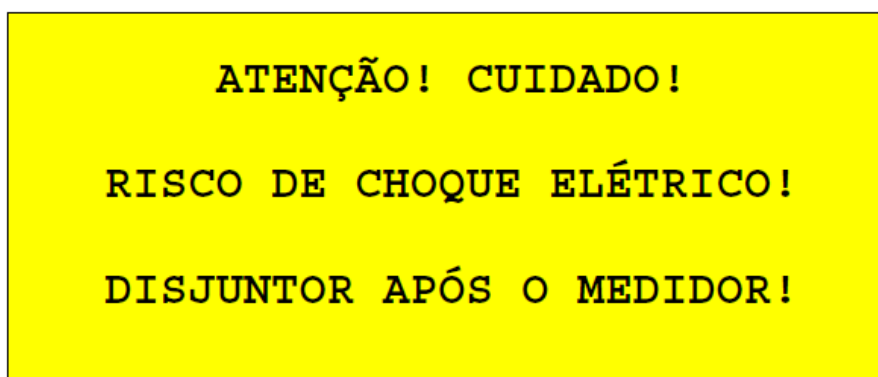 ATENÇÃO! CUIDADO!
RISCO DE CHOQUE ELÉTRICO!
DISJUNTOR APÓS O MEDIDOR!